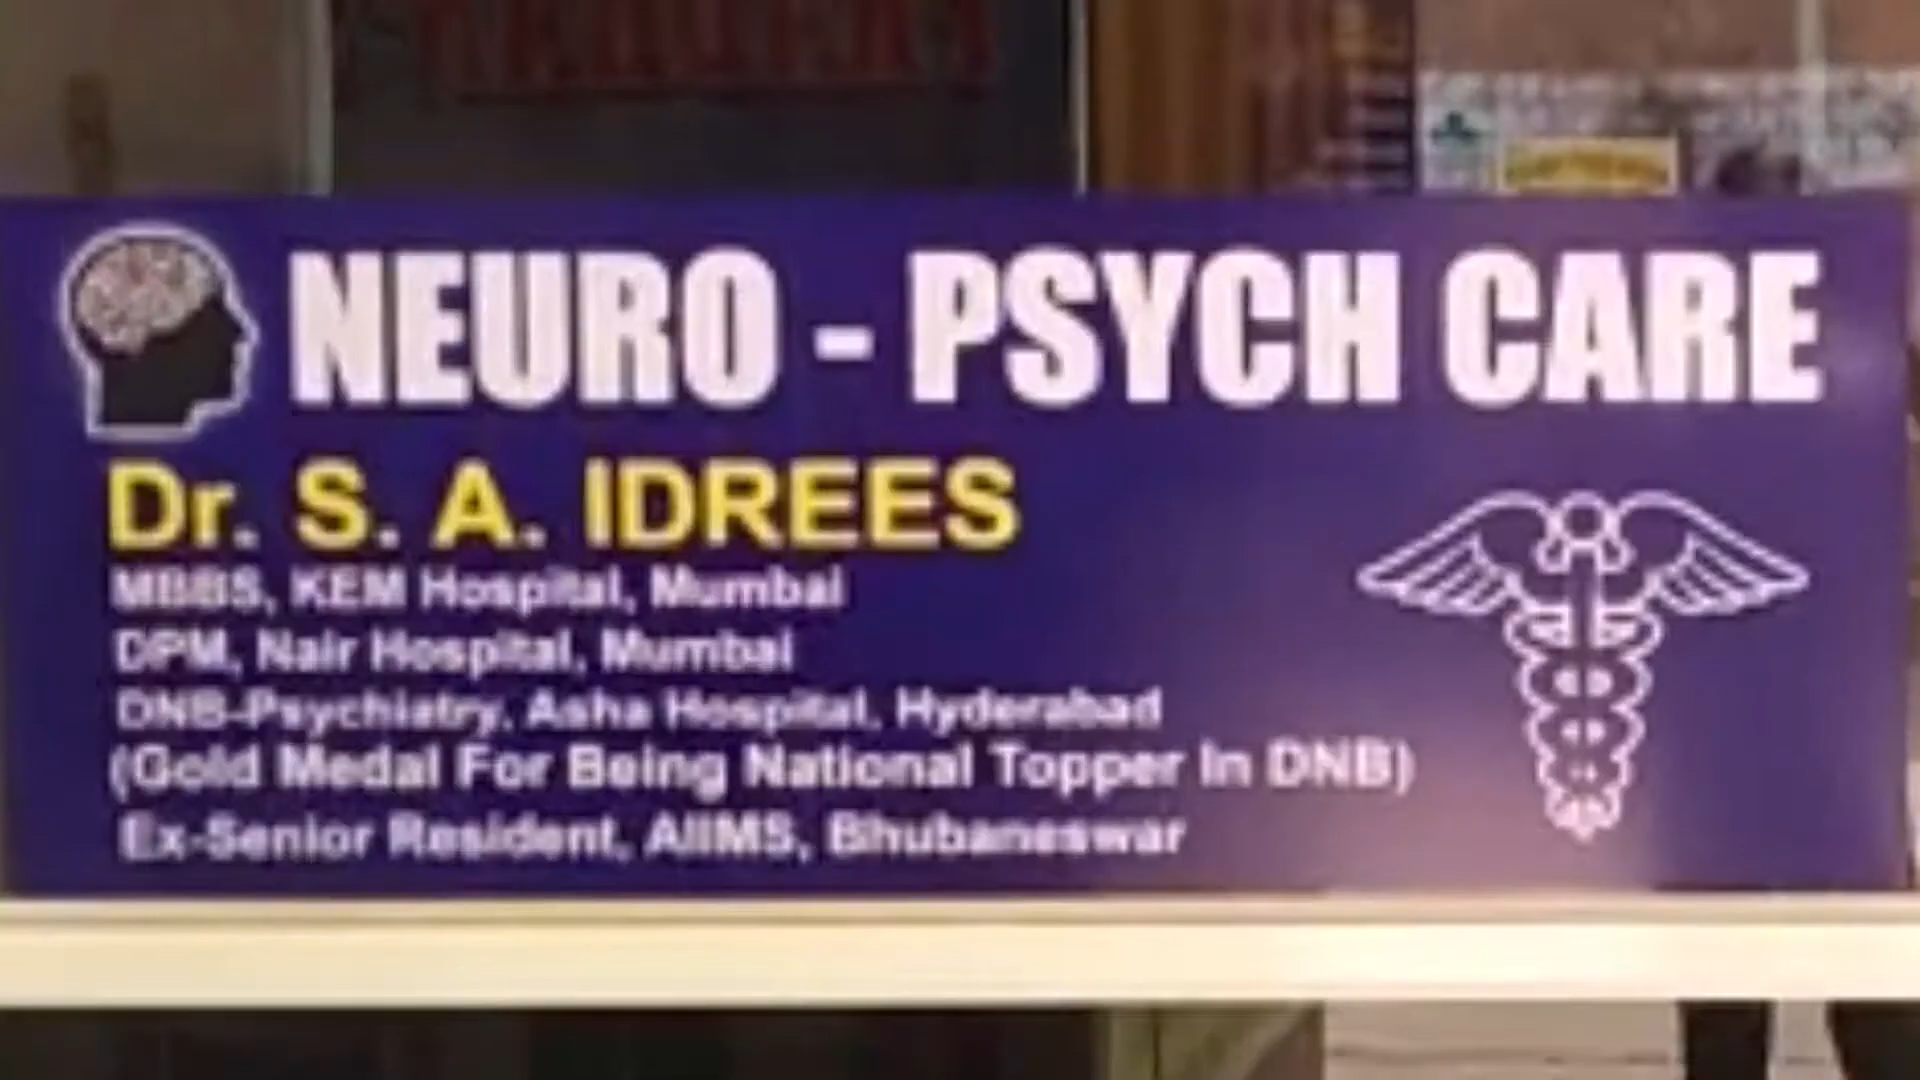 NEURO - PSYCH CARE
Dr. S. A. IDREES
MBBS, KEM Hospital, Mumbai
DPM, Nair Hospital, Mumbai
DNB-Psychiatry, Asha Hospital, Hyderabad
(Gold Medal For Being National Topper In DNB)
Ex-Senior Resident, AIIMS, Bhubaneswar